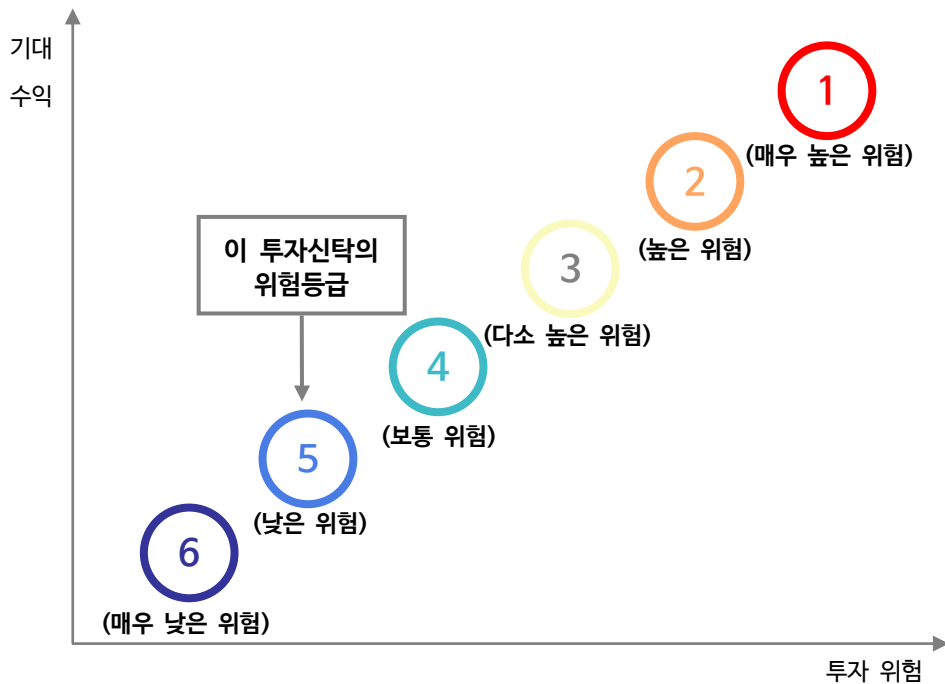 기대
수익
1
(매우 높은 위험)
2
(높은 위험)
이 투자신탁의
위험등급
3
(다소 높은 위험)
4
(보통 위험)
5
(낮은 위험)
6
(매우 낮은 위험)
투자 위험